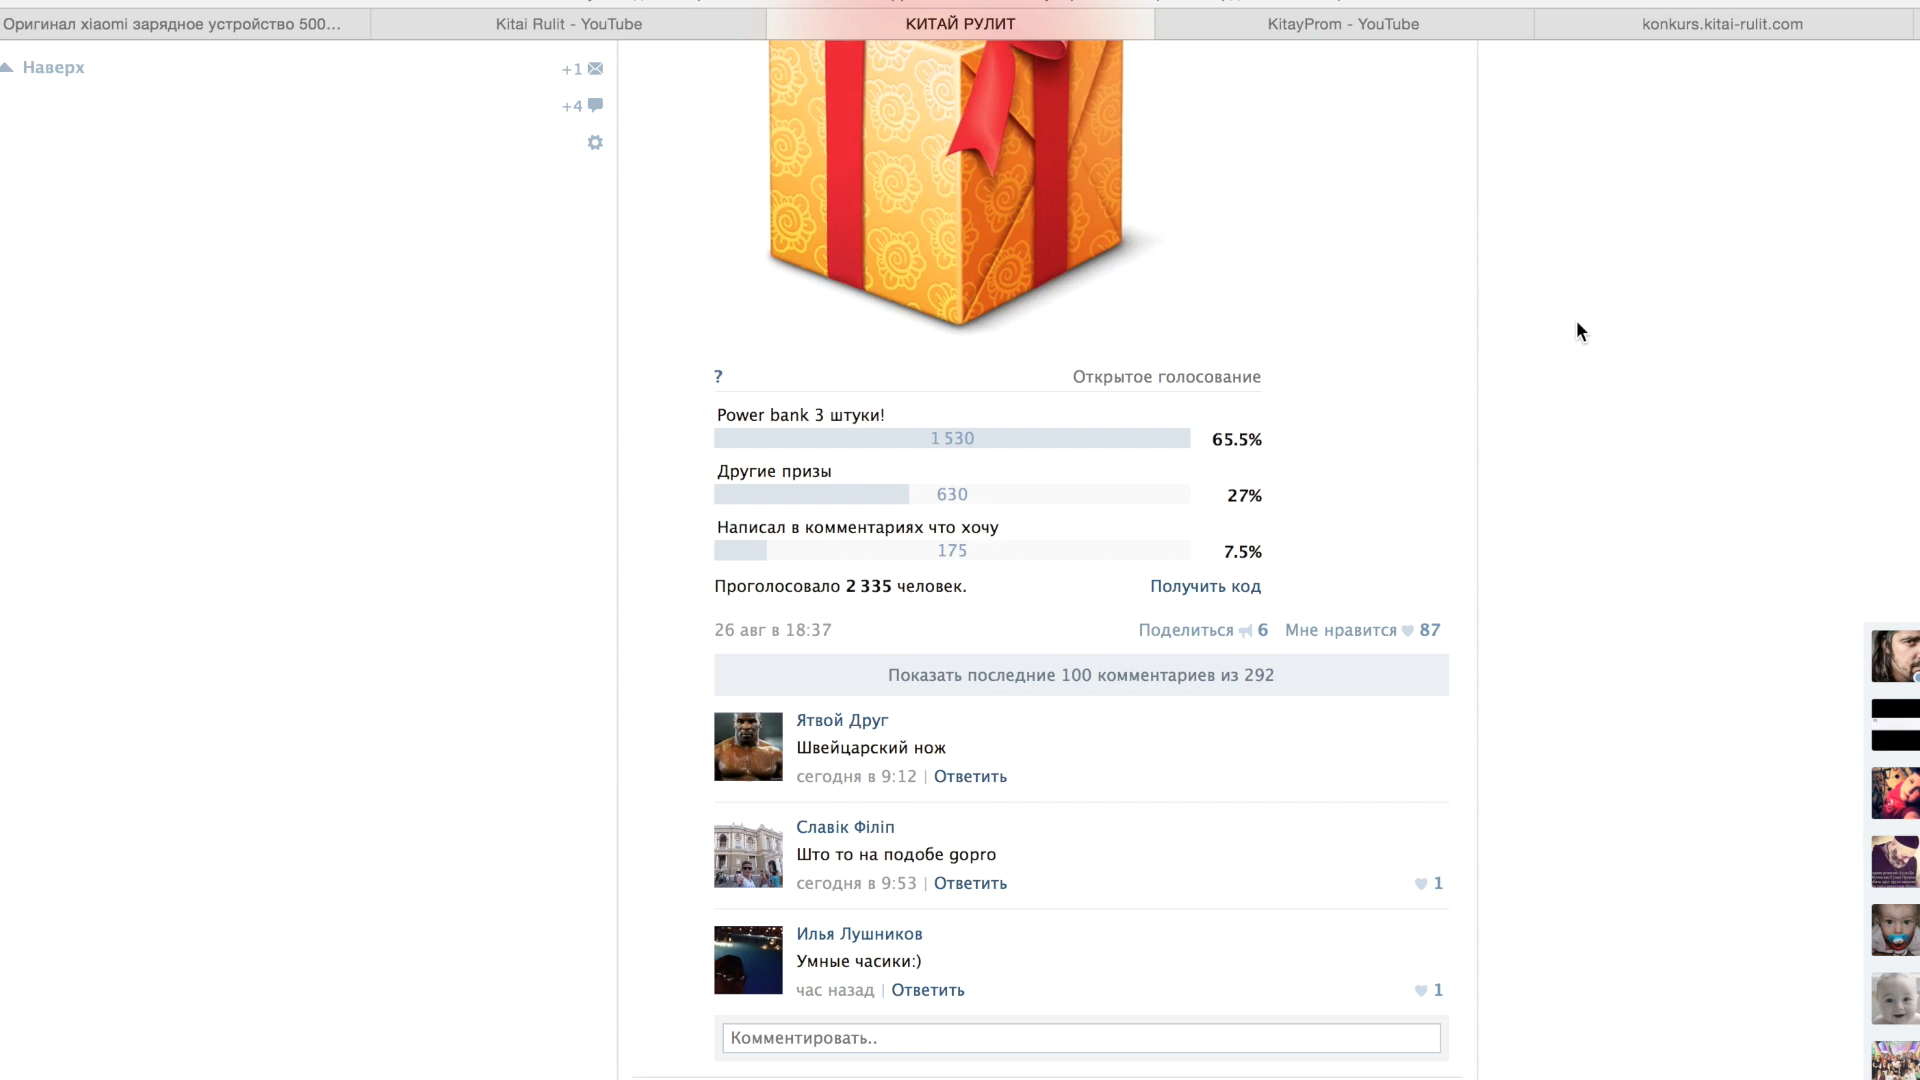 Оригинал xiaomi зарядное устройство 500...
Kitai Rulit - YouTube
КИТАЙ РУЛИТ
KitayProm - YouTube
konkurs.kitai-rulit.com
Наверх
+1
+4
?
Открытое голосование
Power bank 3 штуки!
1 530
65.5%
Другие призы
630
27%
Написал в комментариях что хочу
175
7.5%
Проголосовало 2 335 человек.
Получить код
26 авг в 18:37
Поделиться 6
Мне нравится 87
Показать последние 100 комментариев из 292
Ятвой Друг
Швейцарский нож
сегодня в 9:12 | Ответить
Славік Філіп
Што то на подобе gopro
сегодня в 9:53 | Ответить
1
Илья Лушников
Умные часики:)
час назад | Ответить
1
Комментировать..